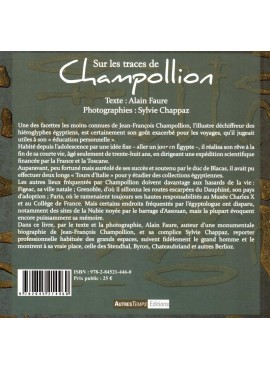 Sur les traces de
Champollion
Texte : Alain Faure
Photographies : Sylvie Chappaz
Une des facettes les moins connues de Jean-François Champollion, l'illustre déchiffreur des
hiéroglyphes égyptiens, est certainement son goût exacerbé pour les voyages, qu'il jugeait
utiles à son « éducation personnelle ».
Habité depuis l'adolescence par une idée fixe – aller un jour en Égypte –, il réalisa son rêve à la
fin de sa courte vie, âgé seulement de trente-huit ans, en dirigeant une expédition scientifique
financée par la France et la Toscane.
Auparavant, peu fortuné mais auréolé de ses succès et soutenu par le duc de Blacas, il avait pu
effectuer deux longs « Tours d'Italie » pour y étudier des collections égyptiennes.
Les autres lieux fréquentés par Champollion doivent davantage aux hasards de la vie :
Figeac, sa ville natale ; Grenoble, d'où il sillonna les routes escarpées du Dauphiné, son pays
d'adoption ; Paris, où le ramenaient toujours ses hautes responsabilités au Musée Charles X
et au Collège de France. Mais certains endroits fréquentés par l'égyptologue ont disparu,
notamment des sites de la Nubie noyée par le barrage d'Assouan, mais la plupart évoquent
encore puissamment sa mémoire.
Dans ce livre, par le texte et la photographie, Alain Faure, auteur d'une monumentale
biographie de Jean-François Champollion, et sa complice Sylvie Chappaz, reporter
professionnelle habituée des grands espaces, suivent fidèlement le grand homme et le
montrent à sa vraie place, celle des Stendhal, Byron, Chateaubriand et autres Berlioz.
ISBN : 978-2-84521-446-0
Prix public : 25 €
9 782845 214460
AUTRES TEMPS Editions